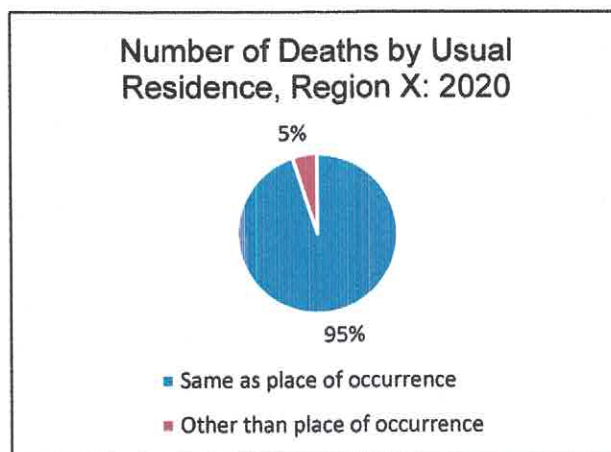 Number of Deaths by Usual
Residence, Region X: 2020
5%
95%
Same as place of occurrence
Other than place of occurrence